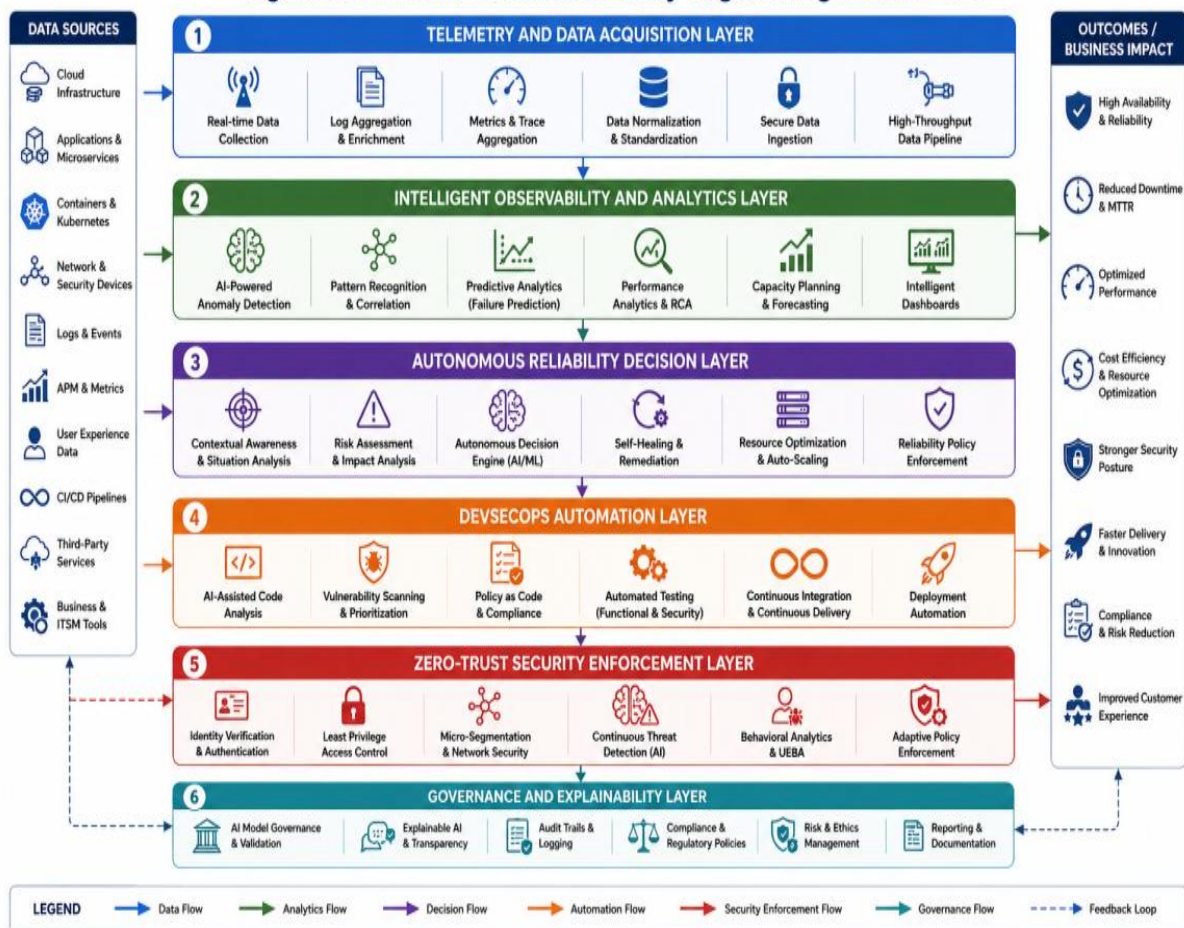 DATA SOURCES
Cloud
Infrastructure
Applications &
Microservices
Containers &
Kubernetes
Network &
Security Devices
Logs & Events
APM & Metrics
User Experience
Data
CI/CD Pipelines
Third-Party
Services
Business &
ITSM Tools
1
TELEMETRY AND DATA ACQUISITION LAYER
Real-time Data
Collection
Log Aggregation
& Enrichment
Metrics & Trace
Aggregation
Data Normalization
& Standardization
Secure Data
Ingestion
High-Throughput
Data Pipeline
2
INTELLIGENT OBSERVABILITY AND ANALYTICS LAYER
AI-Powered
Anomaly Detection
Pattern Recognition
& Correlation
Predictive Analytics
(Failure Prediction)
Performance
Analytics & RCA
Capacity Planning
& Forecasting
Intelligent
Dashboards
3
AUTONOMOUS RELIABILITY DECISION LAYER
Contextual Awareness
& Situation Analysis
Risk Assessment
& Impact Analysis
Autonomous Decision
Engine (AI/ML)
Self-Healing &
Remediation
Resource Optimization
& Auto-Scaling
Reliability Policy
Enforcement
4
DEVSECOPS AUTOMATION LAYER
</>
AI-Assisted Code
Analysis
Vulnerability Scanning
& Prioritization
Policy as Code
& Compliance
Automated Testing
(Functional & Security)
Continuous Integration
& Continuous Delivery
Deployment
Automation
5
ZERO-TRUST SECURITY ENFORCEMENT LAYER
Identity Verification
& Authentication
Least Privilege
Access Control
Micro-Segmentation
& Network Security
Continuous Threat
Detection (AI)
Behavioral Analytics
& UEBA
Adaptive Policy
Enforcement
6
GOVERNANCE AND EXPLAINABILITY LAYER
AI Model Governance
& Validation
Explainable AI
& Transparency
Audit Trails &
Logging
Compliance &
Regulatory Policies
Risk & Ethics
Management
Reporting &
Documentation
OUTCOMES /
BUSINESS IMPACT
High Availability
& Reliability
Reduced Downtime
& MTTR
Optimized
Performance
$
Cost Efficiency
& Resource
Optimization
Stronger Security
Posture
Faster Delivery
& Innovation
Compliance
& Risk Reduction
Improved Customer
Experience
LEGEND
Data Flow
Analytics Flow
Decision Flow
Automation Flow
Security Enforcement Flow
Governance Flow
Feedback Loop